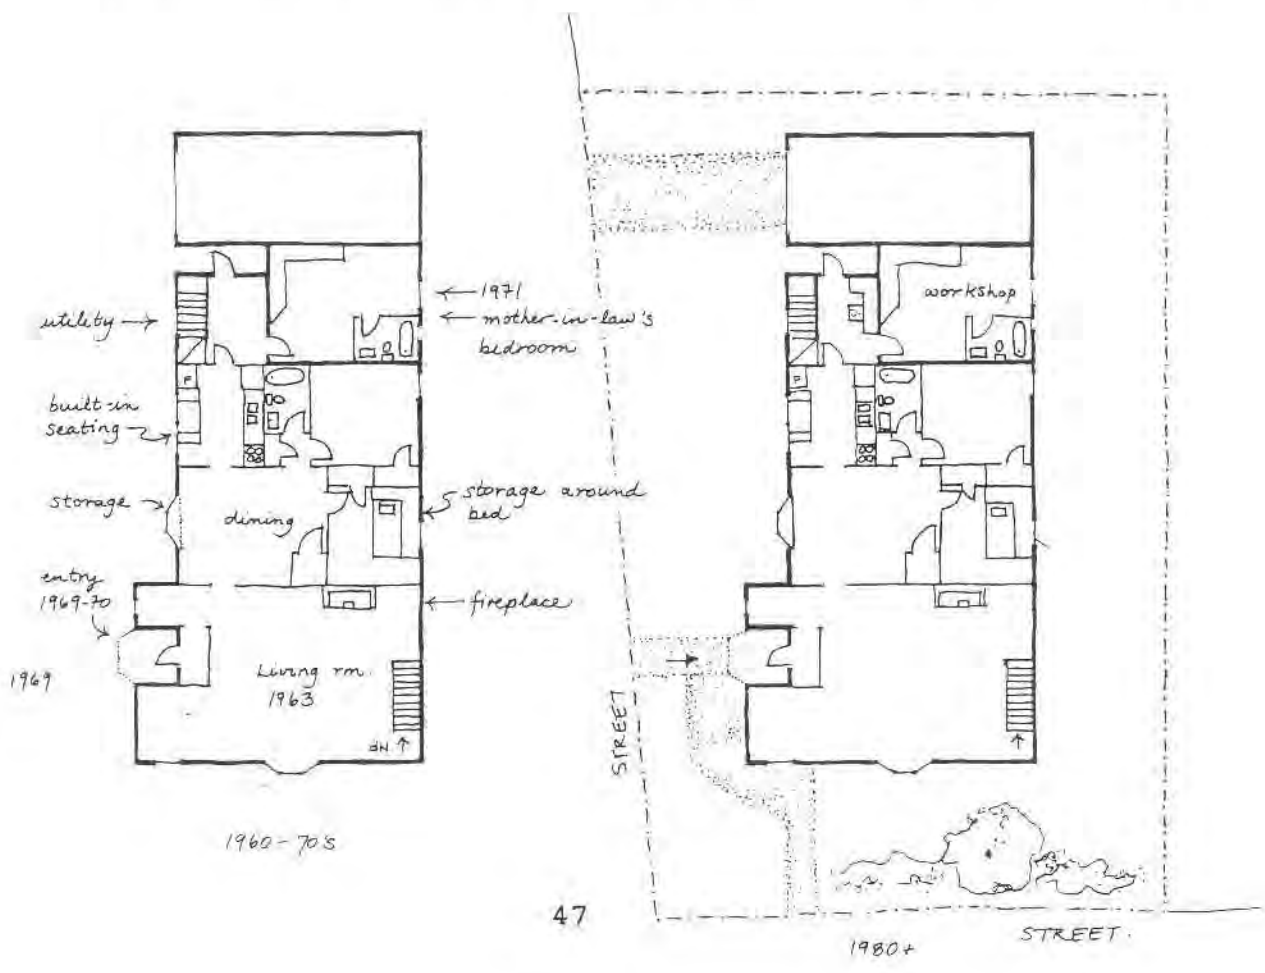 1971
mother-in-law's
bedroom
utility
workshop
F
F
built-in
seating
storage
storage around
bed
dining
entry
1969-70
fireplace
1969
Living rm.
1963
DN
STREET
1960-70's
47
1980+
STREET.